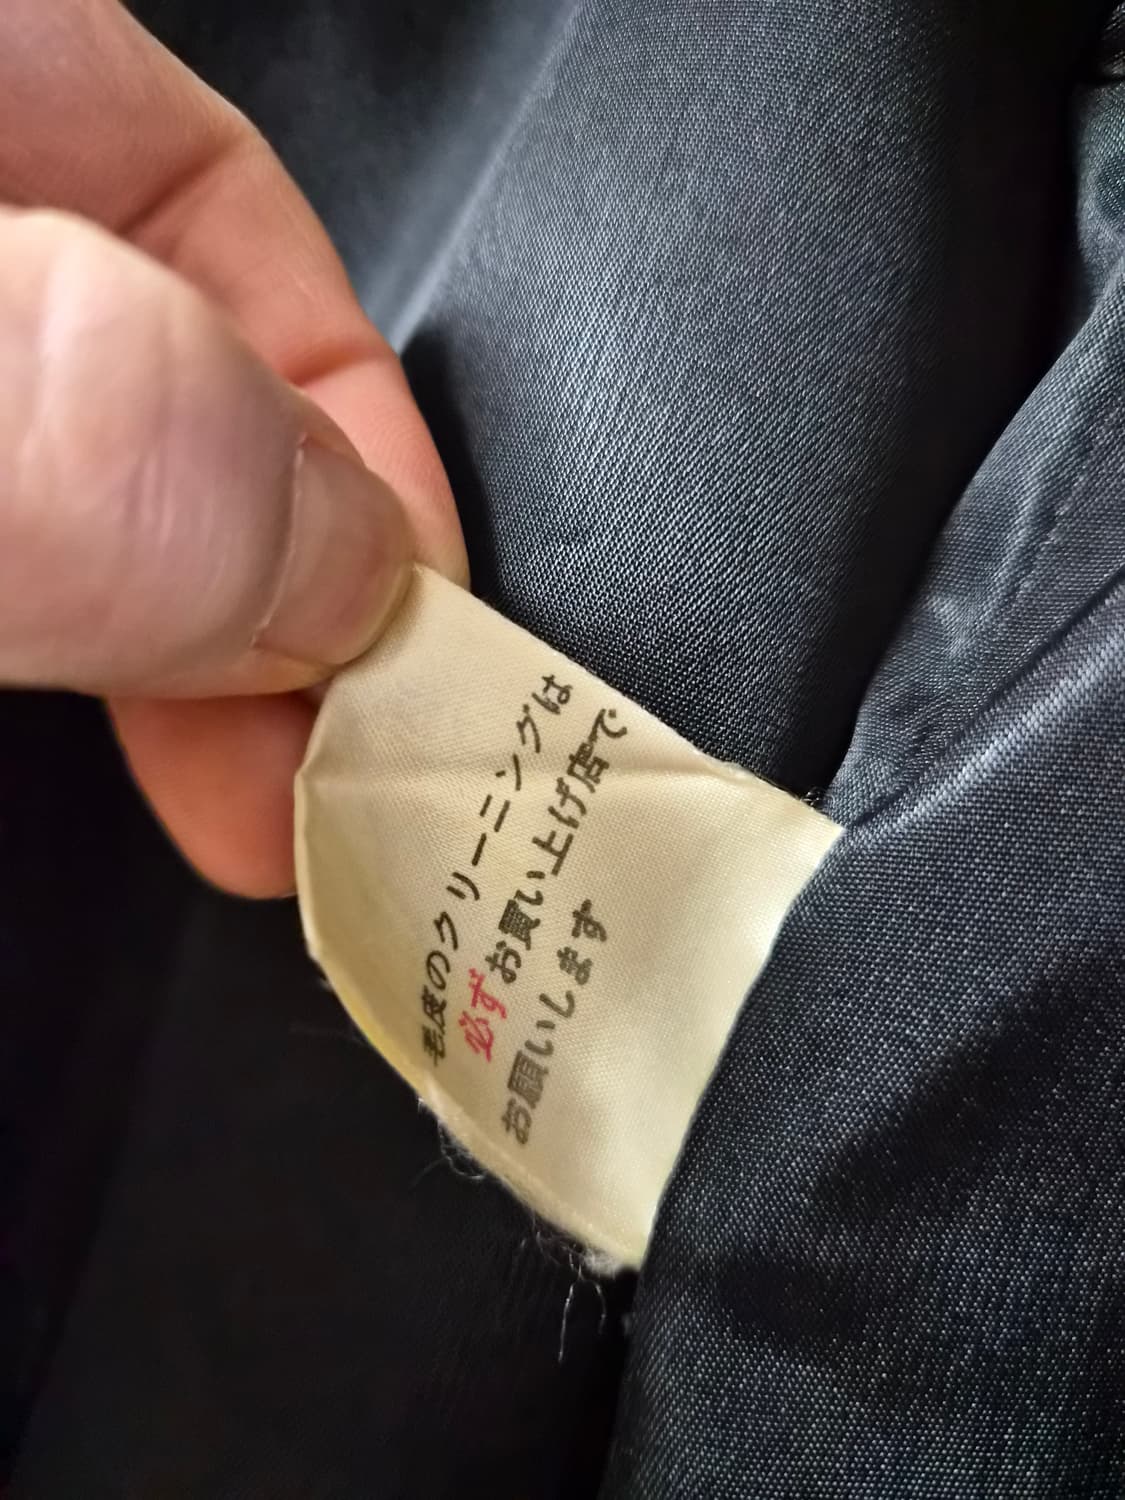 毛皮のクリーニングは
必ずお買い上げ店で
お願いいします